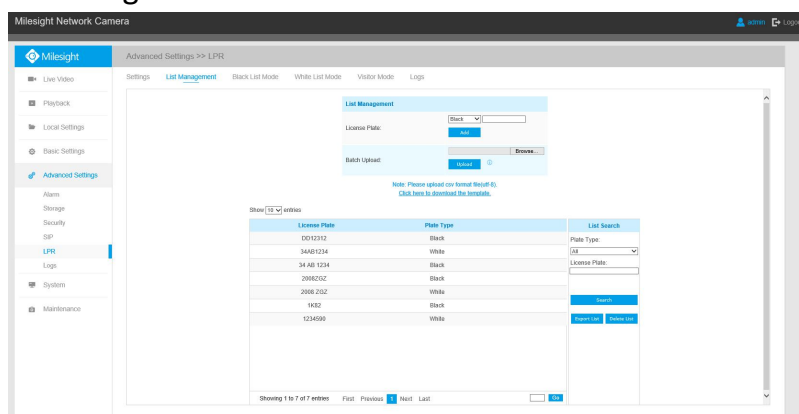 Milesight Network Camera
admin
Milesight
Advanced Settings >> LPR
Live Video
Playback
Local Settings
Basic Settings
Advanced Settings
Alarm
Storage
Security
SIP
LPR
Logs
System
Maintenance
Settings List Management Black List Mode White List Mode Visitor Mode Logs
List Management
License Plate: Black
Add
Batch Upload: Browse...
Upload
Note: Please upload csv format file(utf-8).
Click here to download the template.
Show 10 entries
License Plate Plate Type
DD12312 Black
34AB1234 White
34 AB 1234 Black
2008ZGZ Black
2008 ZGZ White
1K82 Black
1234590 White
Showing 1 to 7 of 7 entries First Previous 1 Next Last Go
List Search
Plate Type:
All
License Plate:
Search
Export List Delete List